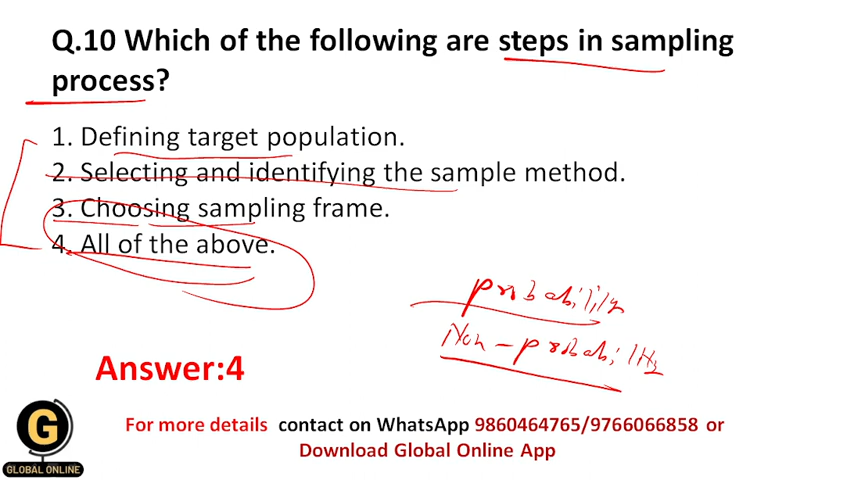 Q.10 Which of the following are steps in sampling
process?
1. Defining target population.
2. Selecting and identifying the sample method.
3. Choosing sampling frame.
4. All of the above.
probability
Non-probability
Answer:4
G
GLOBAL ONLINE
For more details contact on WhatsApp 9860464765/9766066858 or
Download Global Online App